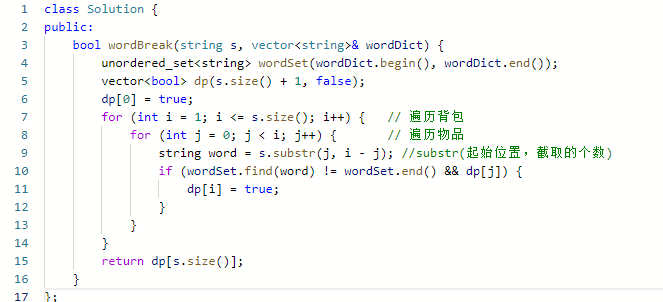 1 class Solution {
2 public:
3     bool wordBreak(string s, vector<string>& wordDict) {
4         unordered_set<string> wordSet(wordDict.begin(), wordDict.end());
5         vector<bool> dp(s.size() + 1, false);
6         dp[0] = true;
7         for (int i = 1; i <= s.size(); i++) {   // 遍历背包
8             for (int j = 0; j < i; j++) {       // 遍历物品
9                 string word = s.substr(j, i - j); //substr(起始位置，截取的个数)
10                 if (wordSet.find(word) != wordSet.end() && dp[j]) {
11                     dp[i] = true;
12                 }
13             }
14         }
15         return dp[s.size()];
16     }
17 };